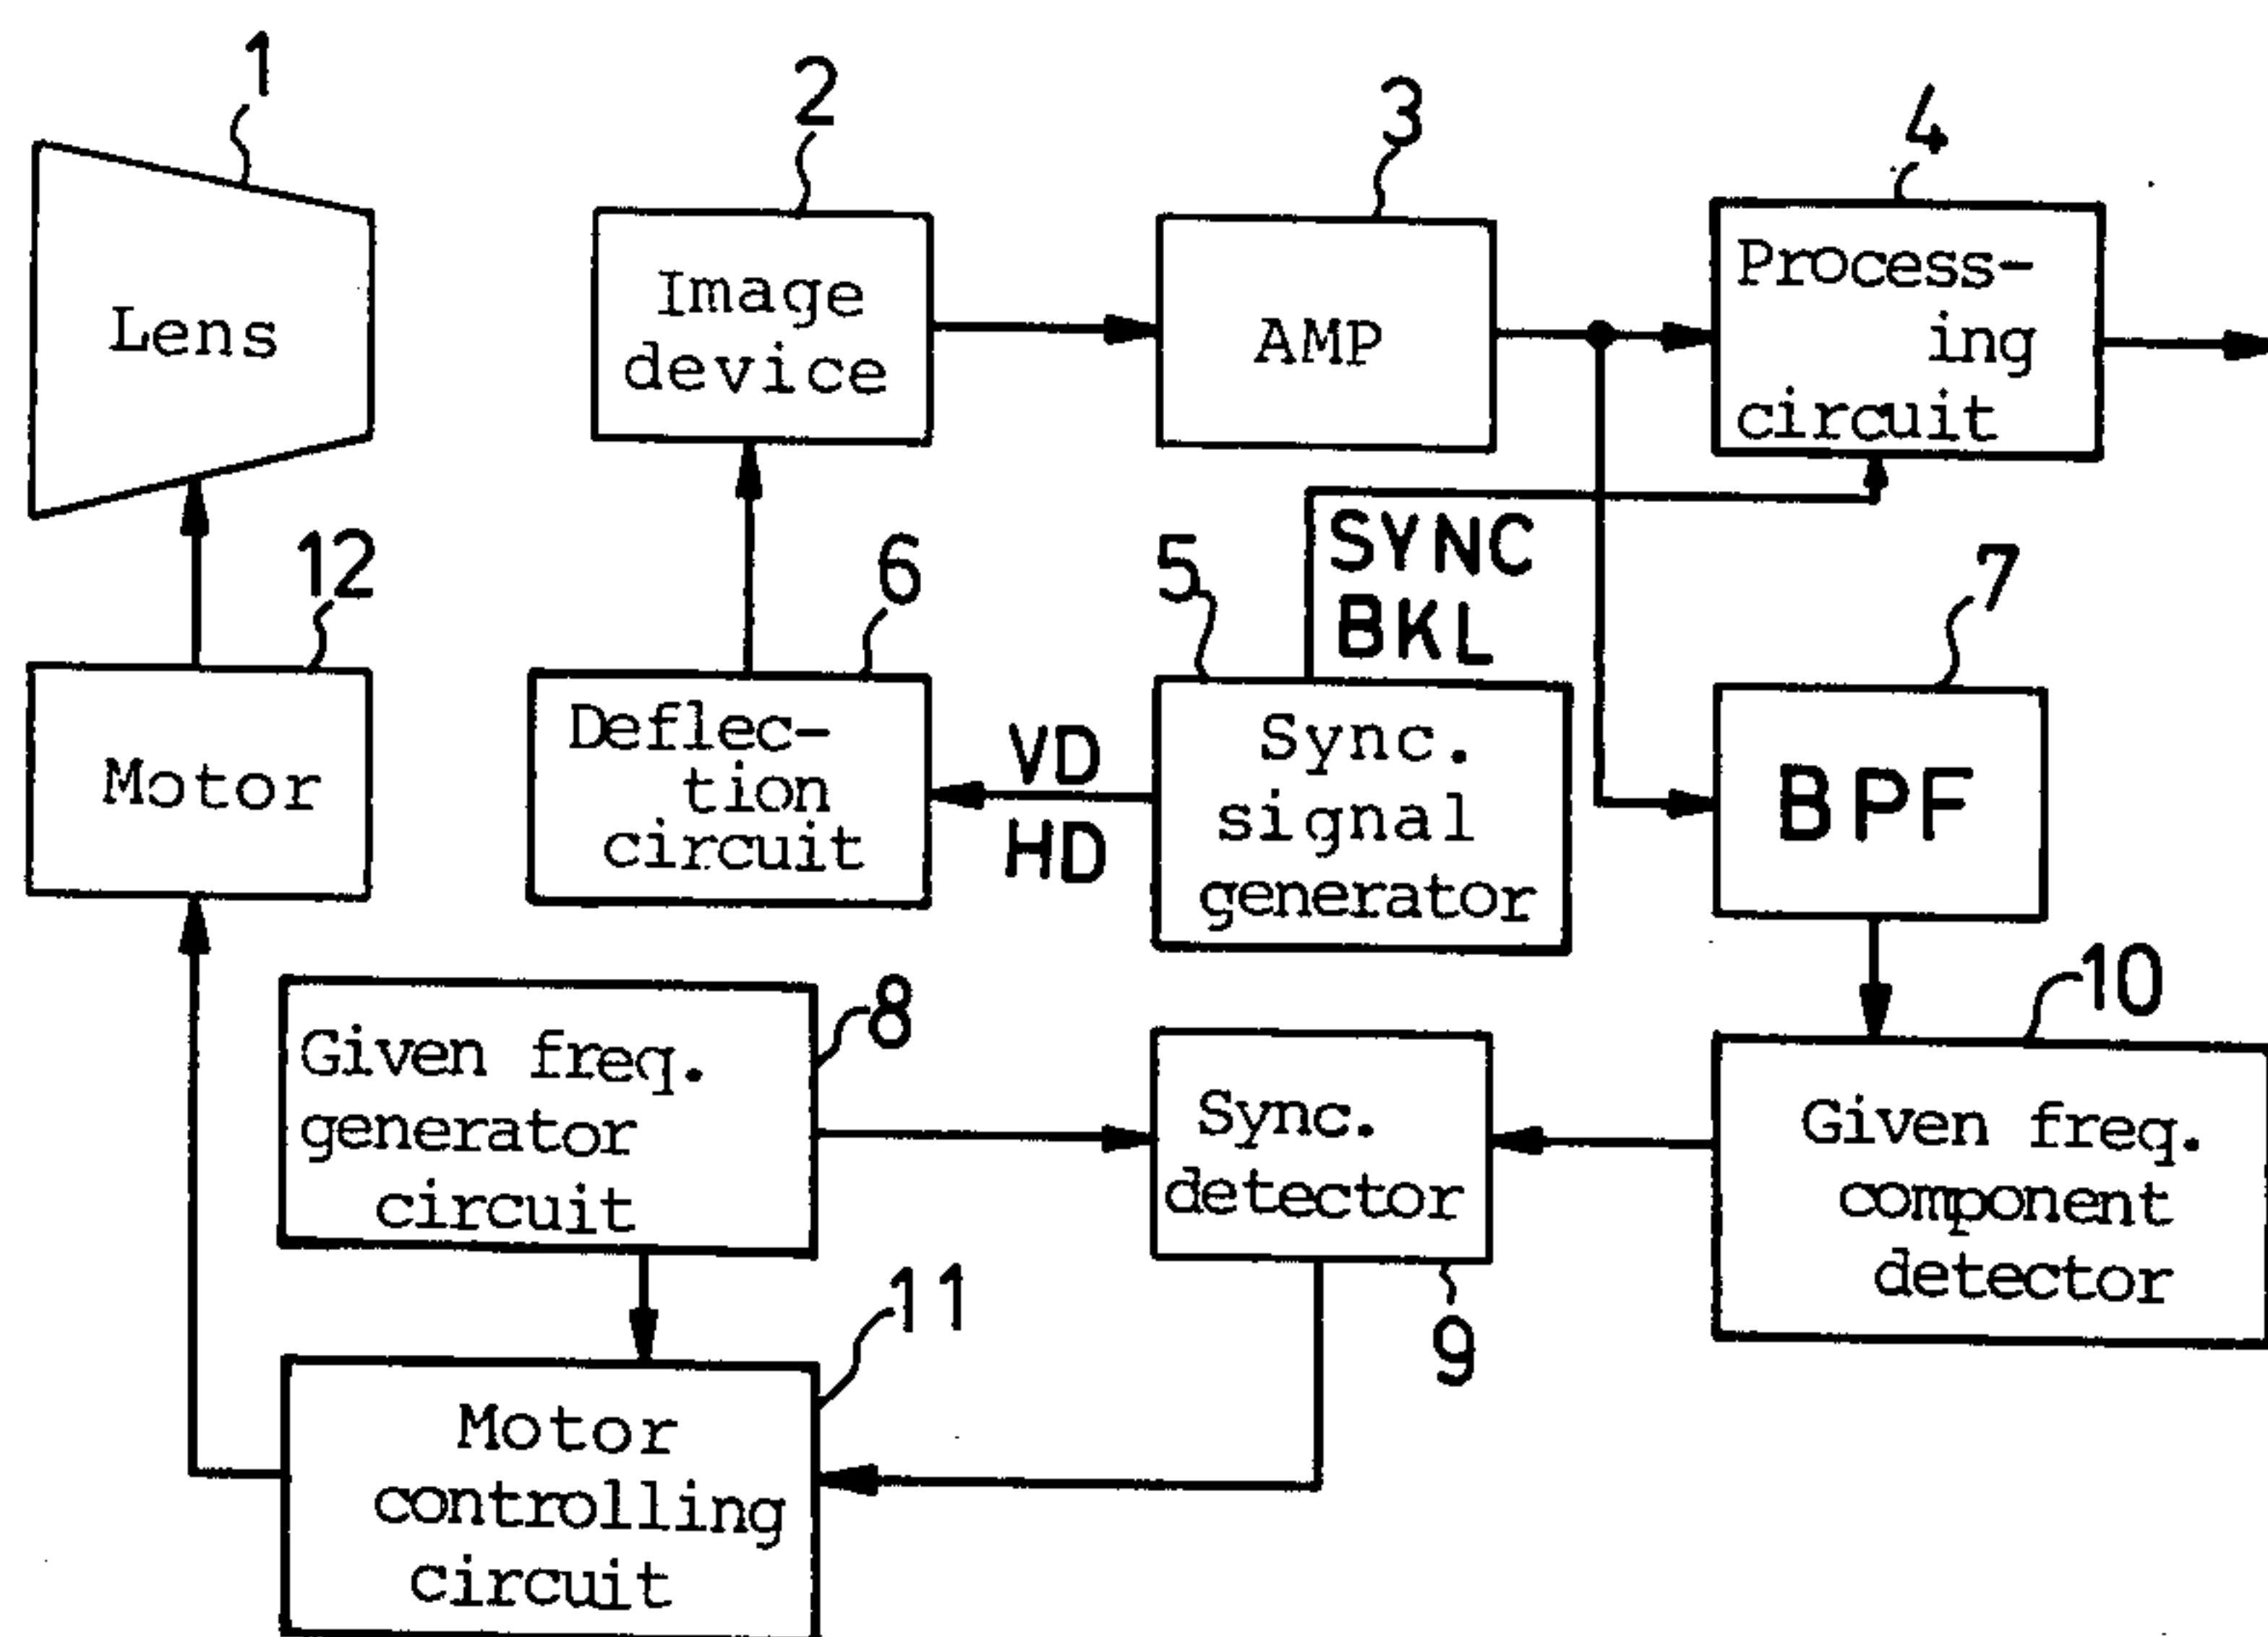 1
2
3
4
Lens
Image
device
AMP
Process-
ing
circuit
12
6
5
SYNC
BKL
7
Motor
Deflec-
tion
circuit
VD
HD
Sync.
signal
generator
BPF
8
10
Given freq.
generator
circuit
Sync.
detector
Given freq.
component
detector
11
9
Motor
controlling
circuit